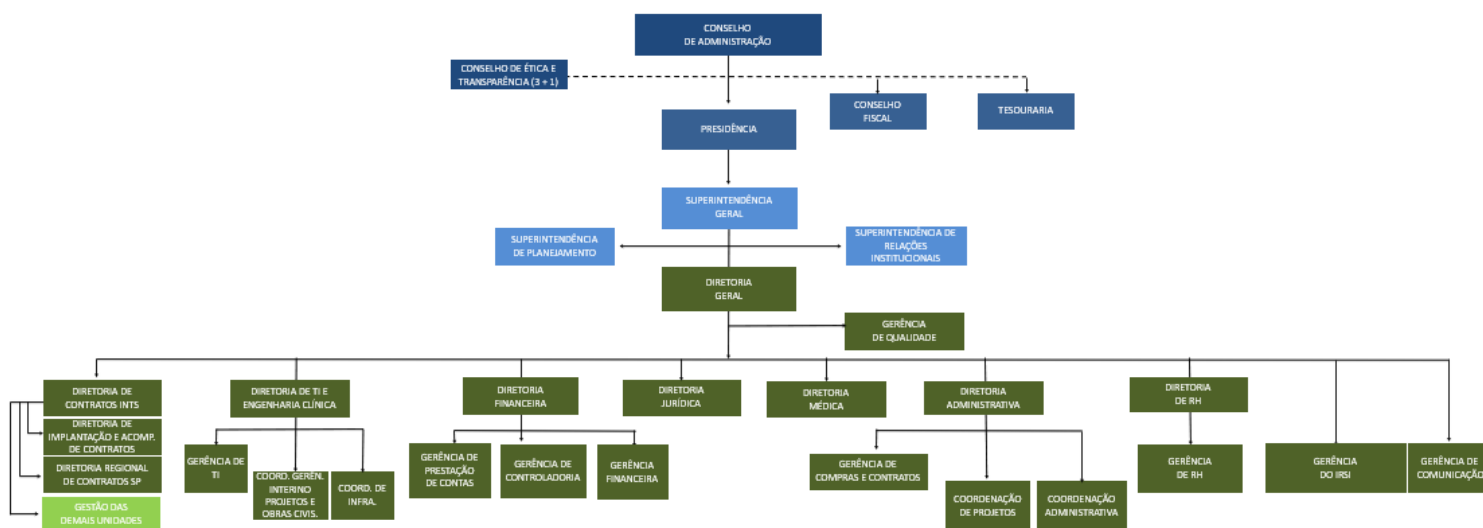 CONSELHO
DE ADMINISTRAÇÃO
CONSELHO DE ÉTICA E
TRANSPARÊNCIA (3 + 1)
CONSELHO
FISCAL
TESOURARIA
PRESIDÊNCIA
SUPERINTENDÊNCIA
GERAL
SUPERINTENDÊNCIA
DE PLANEJAMENTO
SUPERINTENDÊNCIA DE
RELAÇÕES
INSTITUCIONAIS
DIRETORIA
GERAL
GERÊNCIA
DE QUALIDADE
DIRETORIA DE
CONTRATOS INTS
DIRETORIA DE TI E
ENGENHARIA CLÍNICA
DIRETORIA
FINANCEIRA
DIRETORIA
JURÍDICA
DIRETORIA
MÉDICA
DIRETORIA
ADMINISTRATIVA
DIRETORIA
DE RH
DIRETORIA DE
IMPLANTAÇÃO E ACOMP.
DE CONTRATOS
DIRETORIA REGIONAL
DE CONTRATOS SP
GESTÃO DAS
DEMAIS UNIDADES
GERÊNCIA DE
TI
COORD. GERÊN.
INTERINO
PROJETOS E
OBRAS CIVIS.
COORD. DE
INFRA.
GERÊNCIA DE
PRESTAÇÃO
DE CONTAS
GERÊNCIA DE
CONTROLADORIA
GERÊNCIA
FINANCEIRA
GERÊNCIA DE
COMPRAS E CONTRATOS
COORDENAÇÃO
DE PROJETOS
COORDENAÇÃO
ADMINISTRATIVA
GERÊNCIA
DE RH
GERÊNCIA
DO IRSI
GERÊNCIA DE
COMUNICAÇÃO